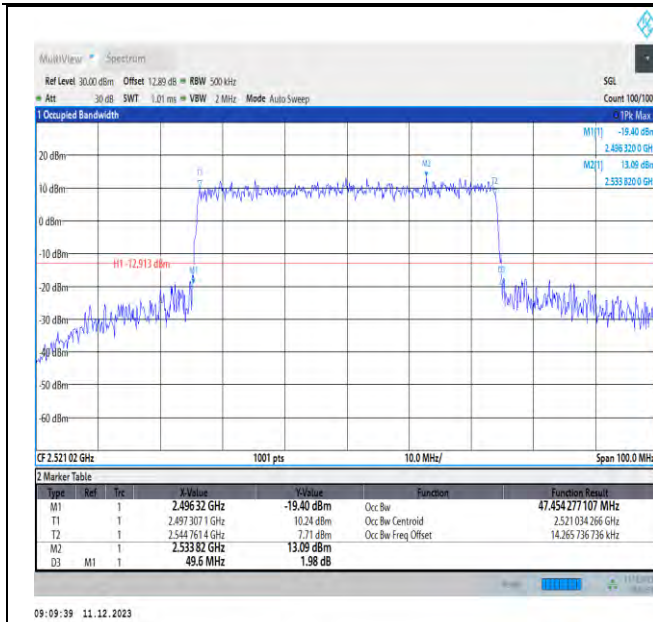 MultiView Spectrum
Ref Level 30.00 dBm Offset 12.89 dB RBW 500 kHz SGL
Att 30 dB SWT 1.01 ms VBW 2 MHz Mode Auto Sweep Count 100/100
1 Occupied Bandwidth 1Pk Max
M1[1] -19.40 dBm
2.496 320 0 GHz
M2[1] 13.09 dBm
2.533 820 0 GHz
20 dBm
T1 M2 T2
10 dBm
0 dBm
-10 dBm
H1 -12.913 dBm
M1 D3
-20 dBm
-30 dBm
-40 dBm
-50 dBm
-60 dBm
CF 2.521 02 GHz 1001 pts 10.0 MHz/ Span 100.0 MHz
2 Marker Table
Type Ref Trc X-Value Y-Value Function Function Result
M1 1 2.496 32 GHz -19.40 dBm Occ Bw 47.454 277 107 MHz
T1 1 2.497 307 1 GHz 10.24 dBm Occ Bw Centroid 2.521 034 266 GHz
T2 1 2.544 761 4 GHz 7.71 dBm Occ Bw Freq Offset 14.265 736 736 kHz
M2 1 2.533 82 GHz 13.09 dBm
D3 M1 1 49.6 MHz 1.98 dB
09:09:39 11.12.2023